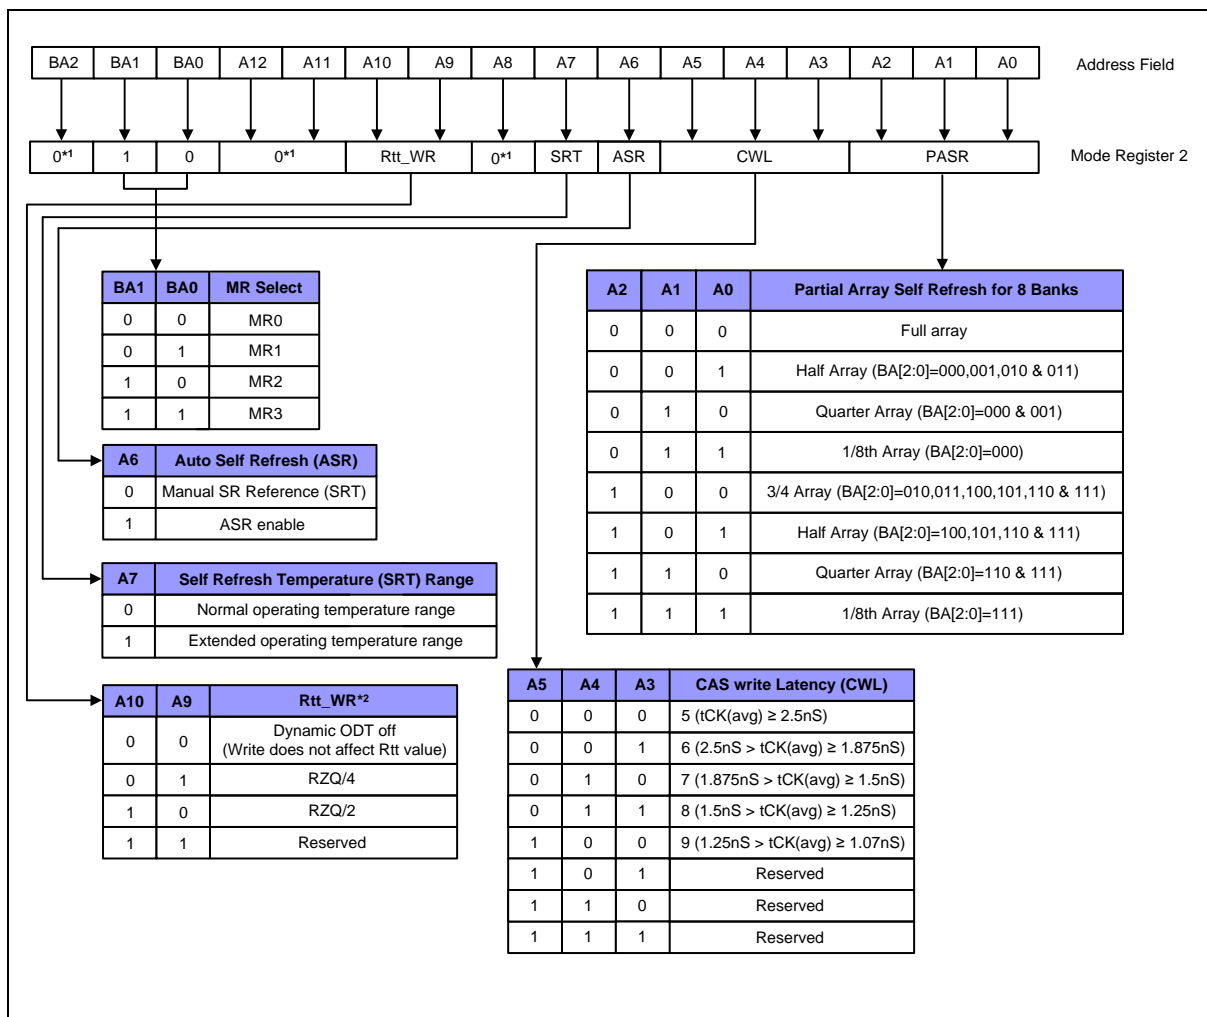 BA2 BA1 BA0 A12 A11 A10 A9 A8 A7 A6 A5 A4 A3 A2 A1 A0 Address Field
0*1 1 0 0*1 Rtt_WR 0*1 SRT ASR CWL PASR Mode Register 2
BA1 BA0 MR Select
0 0 MR0
0 1 MR1
1 0 MR2
1 1 MR3
A6 Auto Self Refresh (ASR)
0 Manual SR Reference (SRT)
1 ASR enable
A7 Self Refresh Temperature (SRT) Range
0 Normal operating temperature range
1 Extended operating temperature range
A10 A9 Rtt_WR*2
0 0 Dynamic ODT off
(Write does not affect Rtt value)
0 1 RZQ/4
1 0 RZQ/2
1 1 Reserved
A2 A1 A0 Partial Array Self Refresh for 8 Banks
0 0 0 Full array
0 0 1 Half Array (BA[2:0]=000,001,010 & 011)
0 1 0 Quarter Array (BA[2:0]=000 & 001)
0 1 1 1/8th Array (BA[2:0]=000)
1 0 0 3/4 Array (BA[2:0]=010,011,100,101,110 & 111)
1 0 1 Half Array (BA[2:0]=100,101,110 & 111)
1 1 0 Quarter Array (BA[2:0]=110 & 111)
1 1 1 1/8th Array (BA[2:0]=111)
A5 A4 A3 CAS write Latency (CWL)
0 0 0 5 (tCK(avg) ≥ 2.5nS)
0 0 1 6 (2.5nS > tCK(avg) ≥ 1.875nS)
0 1 0 7 (1.875nS > tCK(avg) ≥ 1.5nS)
0 1 1 8 (1.5nS > tCK(avg) ≥ 1.25nS)
1 0 0 9 (1.25nS > tCK(avg) ≥ 1.07nS)
1 0 1 Reserved
1 1 0 Reserved
1 1 1 Reserved